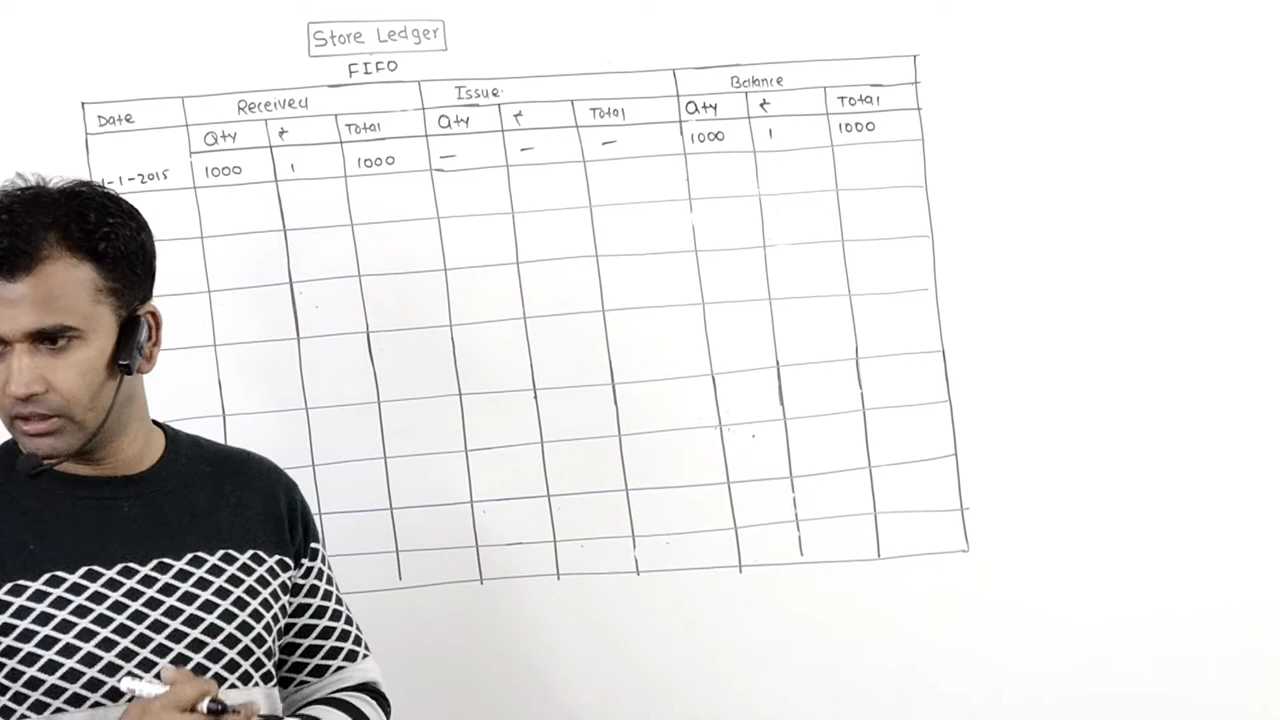 Store Ledger
FIFO
Date Received Issue Balance
Qty ₹ Total Qty ₹ Total Qty ₹ Total
1-1-2015 1000 1 1000 — — — 1000 1 1000